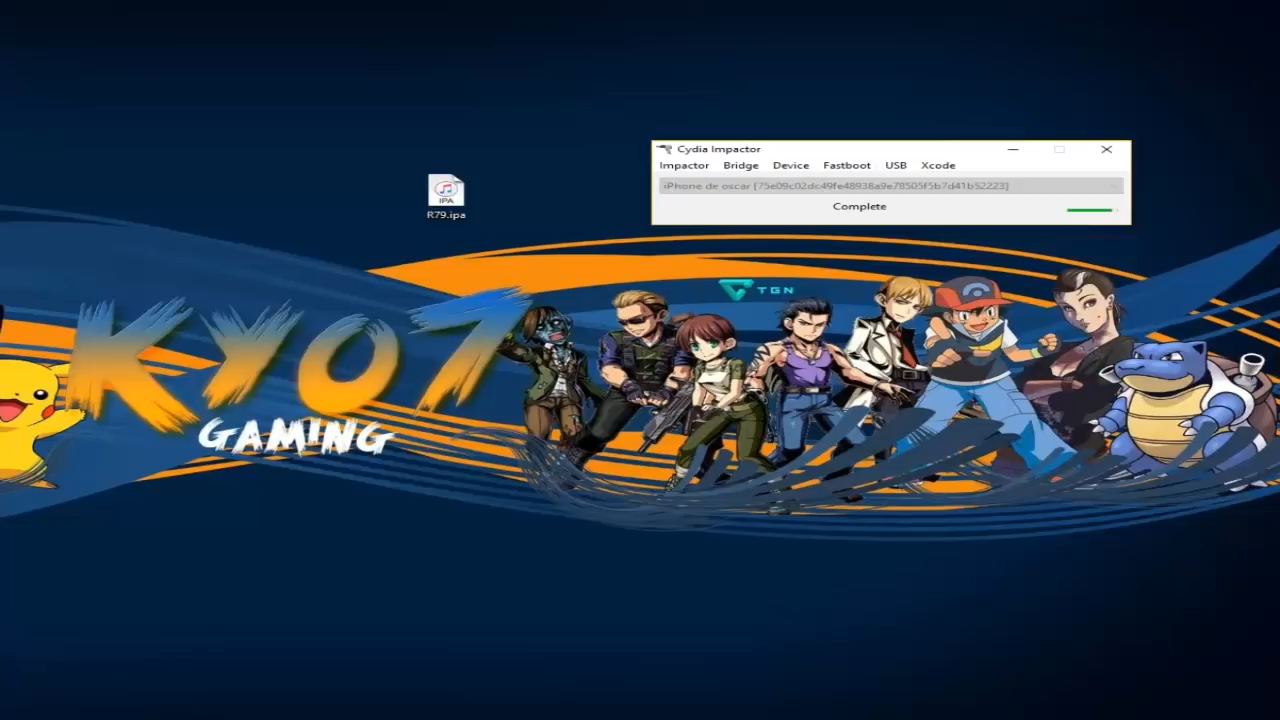 Cydia Impactor
Impactor Bridge Device Fastboot USB Xcode
iPhone de oscar [75e09c02dc49fe48938a9e78505f5b7d41b52223]
Complete
IPA
R79.ipa
TGN
KYO7
GAMING